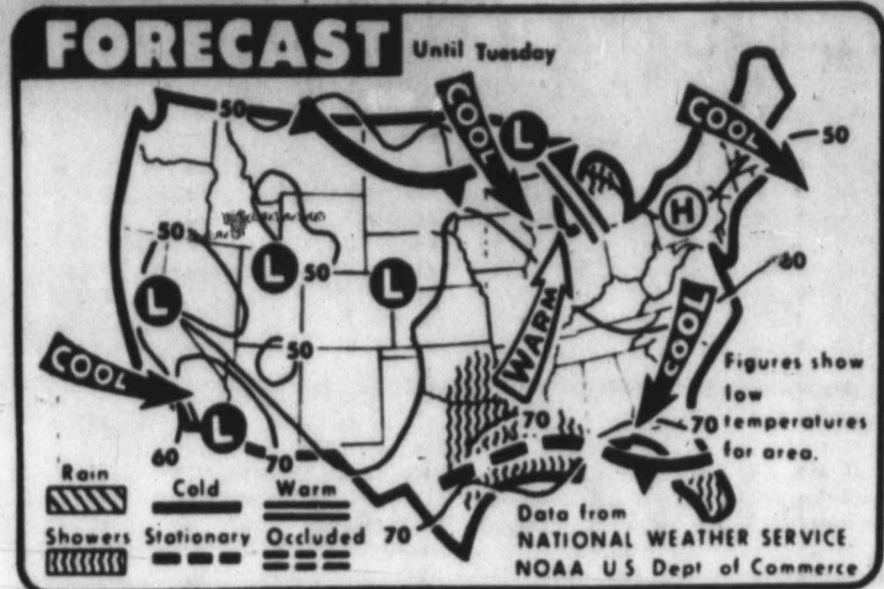 FORECAST Until Tuesday
50
COOL
L
COOL
50
H
50
L
50
L
L
60
COOL
50
WARM
COOL
Figures show
low
temperatures
for area.
70
70
L
60
70
Rain
Cold
Warm
Showers
Stationary
Occluded
70
Data from
NATIONAL WEATHER SERVICE
NOAA U S Dept of Commerce